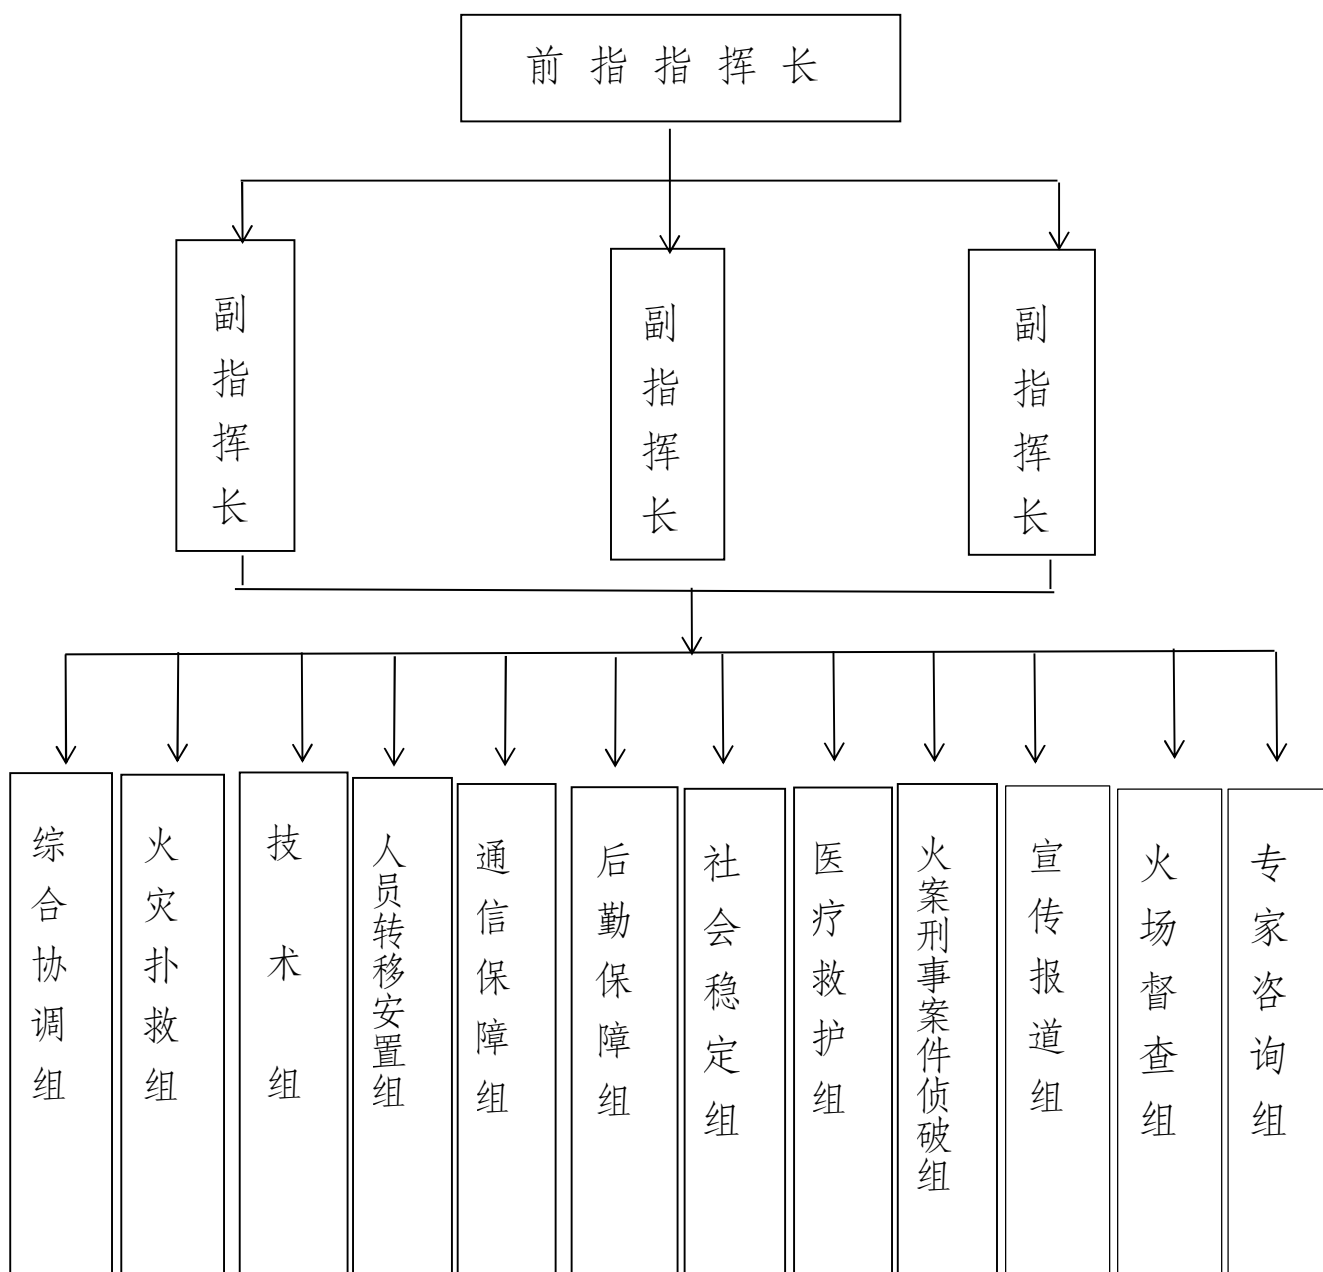 前指指挥长
副指挥长
副指挥长
副指挥长
综合协调组
火灾扑救组
技术组
人员转移安置组
通信保障组
后勤保障组
社会稳定组
医疗救护组
火案刑事案件侦破组
宣传报道组
火场督查组
专家咨询组